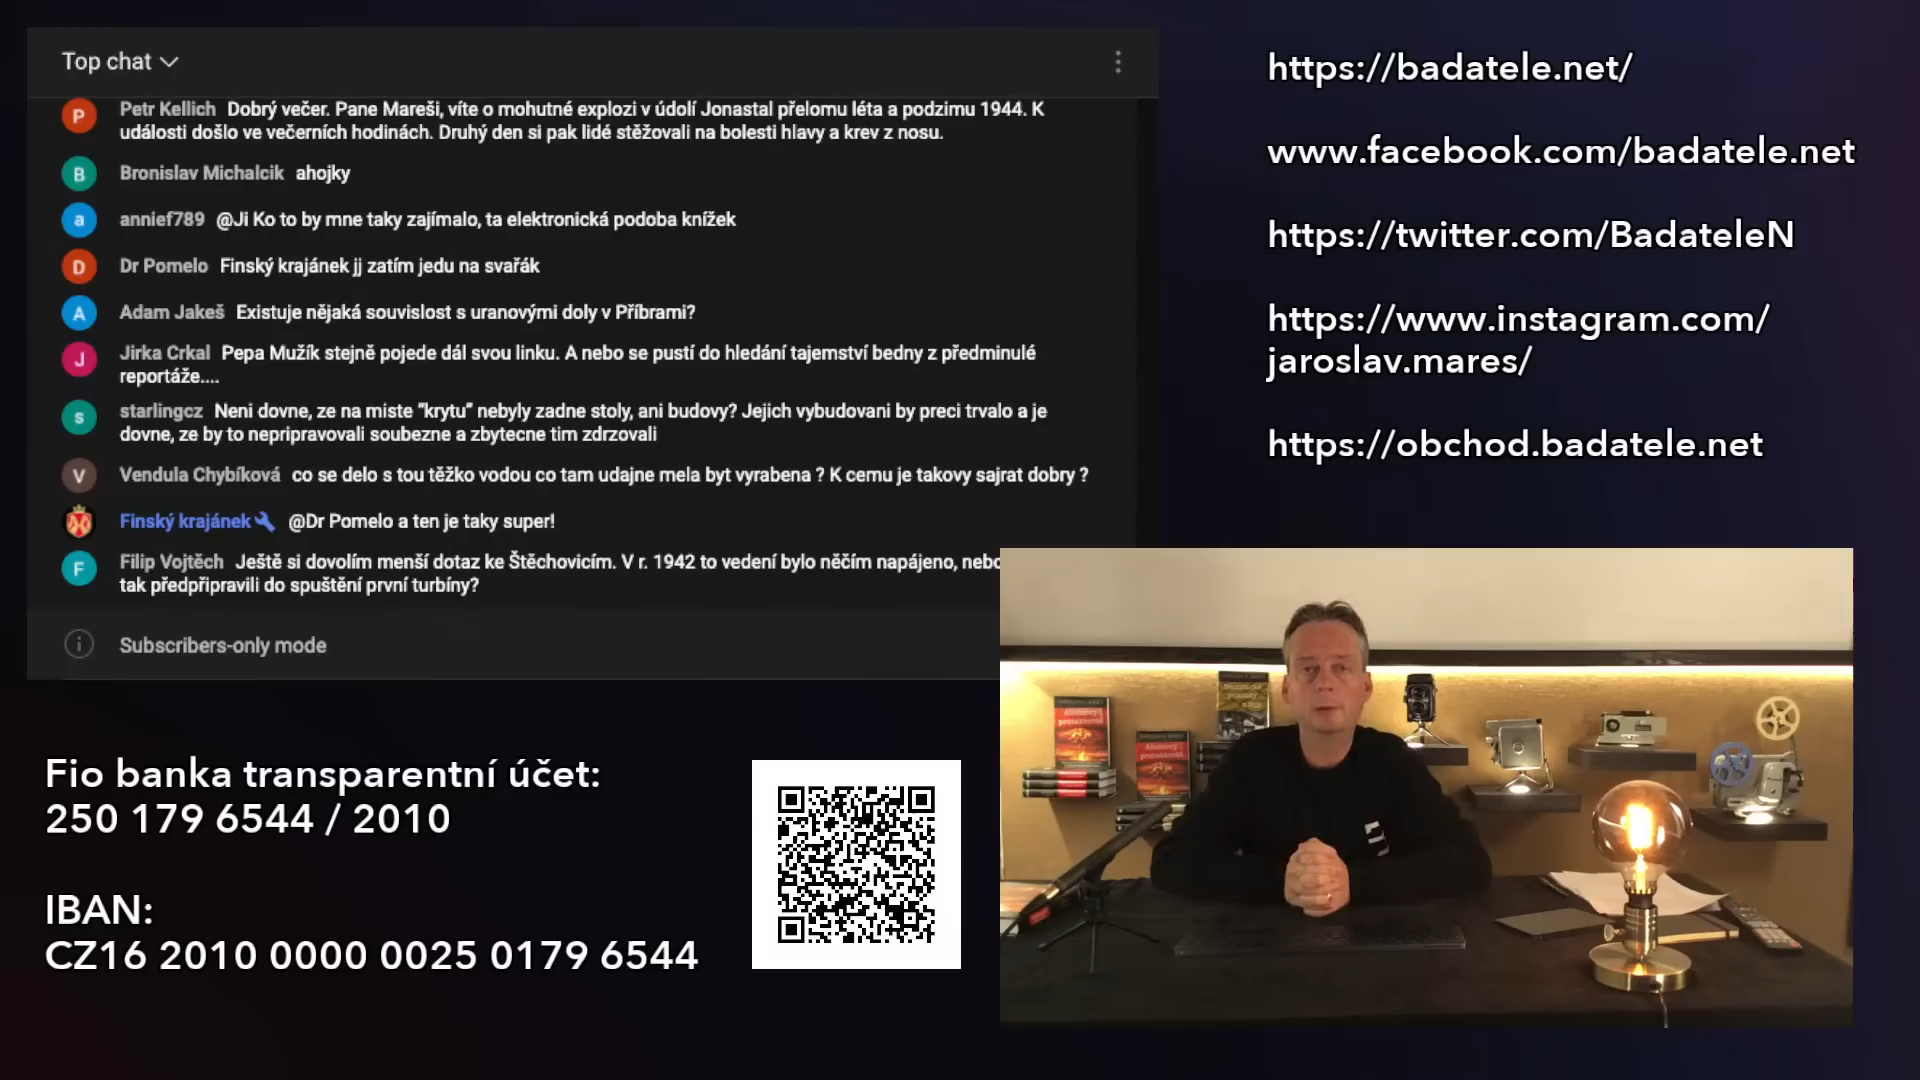 Top chat
Petr Kellich Dobrý večer. Pane Mareši, víte o mohutné explozi v údolí Jonastal přelomu léta a podzimu 1944. K
události došlo ve večerních hodinách. Druhý den si pak lidé stěžovali na bolesti hlavy a krev z nosu.
Bronislav Michalcik ahojky
annief789 @Ji Ko to by mne taky zajímalo, ta elektronická podoba knížek
Dr Pomelo Finský krajánek jj zatím jedu na svařák
Adam Jakeš Existuje nějaká souvislost s uranovými doly v Příbrami?
Jirka Crkal Pepa Mužík stejně pojede dál svou linku. A nebo se pustí do hledání tajemství bedny z předminulé
reportáže....
starlingcz Neni dovne, ze na miste “krytu” nebyly zadne stoly, ani budovy? Jejich vybudovani by preci trvalo a je
dovne, ze by to nepripravovali soubezne a zbytecne tim zdrzovali
Vendula Chybíková co se delo s tou těžko vodou co tam udajne mela byt vyrabena ? K cemu je takovy sajrat dobry ?
Finský krajánek @Dr Pomelo a ten je taky super!
Filip Vojtěch Ještě si dovolím menší dotaz ke Štěchovicím. V r. 1942 to vedení bylo něčím napájeno, nebo
tak předpřipravili do spuštění první turbíny?
Subscribers-only mode
https://badatele.net/
www.facebook.com/badatele.net
https://twitter.com/BadateleN
https://www.instagram.com/
jaroslav.mares/
https://obchod.badatele.net
Fio banka transparentní účet:
250 179 6544 / 2010
IBAN:
CZ16 2010 0000 0025 0179 6544
Atomový
protektorát
Atomový
protektorát